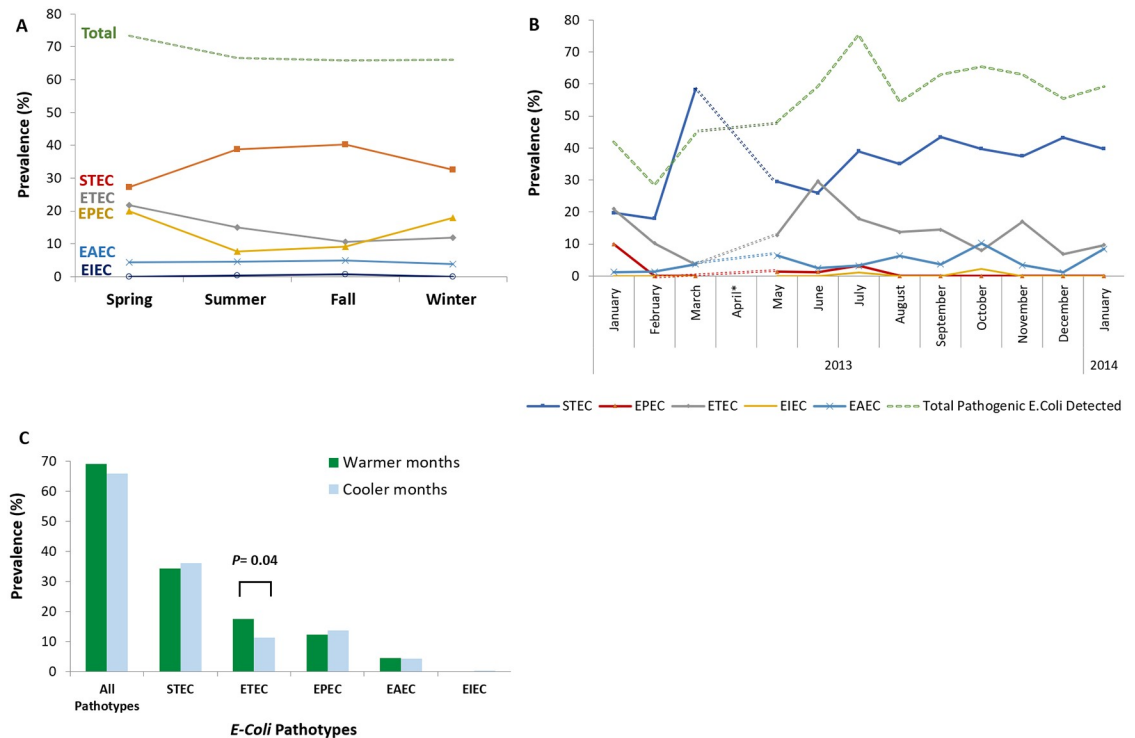 A
80
70
60
50
40
30
20
10
0
Prevalence (%)
Total
STEC
ETEC
EPEC
EAEC
EIEC
Spring Summer Fall Winter
B
80
70
60
50
40
30
20
10
0
Prevalence (%)
January February March April* May June July August September October November December January
2013 2014
STEC EPEC ETEC EIEC EAEC Total Pathogenic E.Coli Detected
C
70
60
50
40
30
20
10
0
Prevalence (%)
Warmer months
Cooler months
P= 0.04
All STEC ETEC EPEC EAEC EIEC
Pathotypes
E-Coli Pathotypes